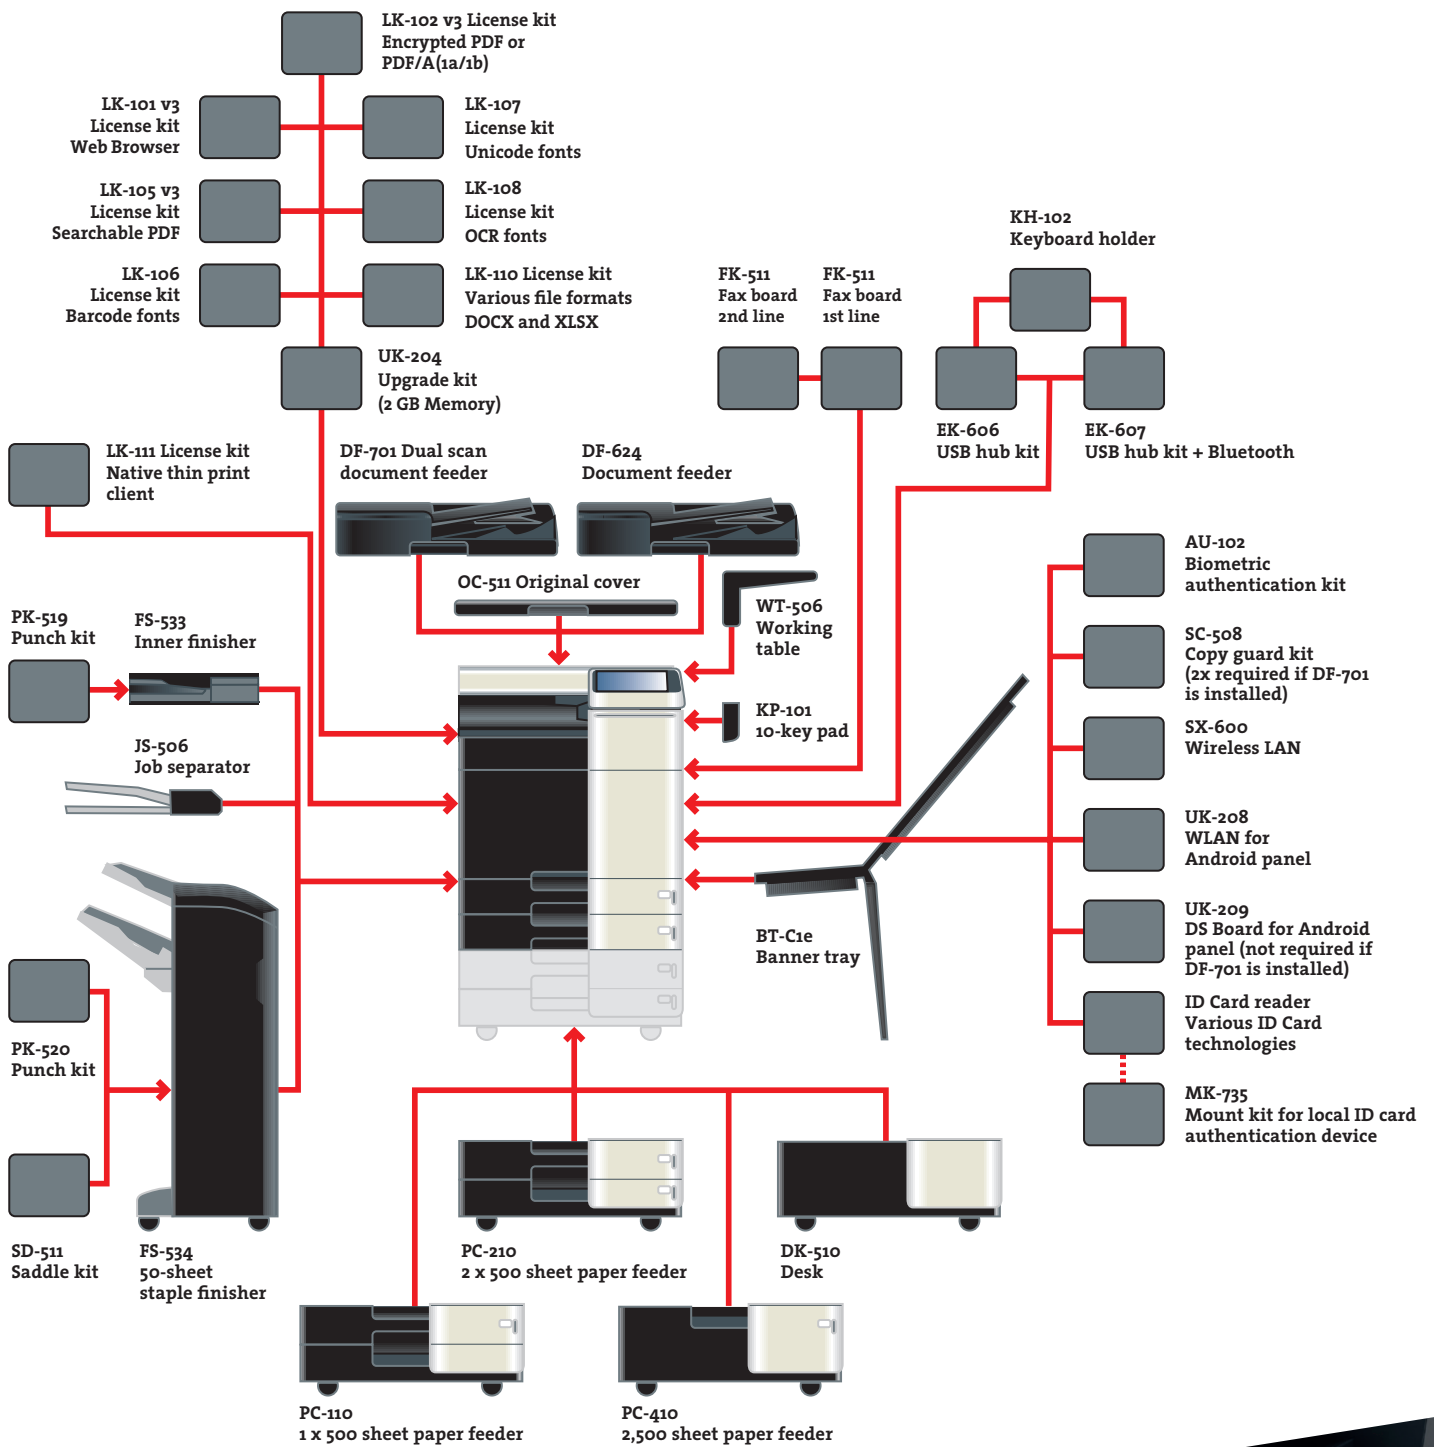 LK-102 v3 License kit
Encrypted PDF or
PDF/A(1a/1b)
LK-101 v3
License kit
Web Browser
LK-107
License kit
Unicode fonts
LK-105 v3
License kit
Searchable PDF
LK-108
License kit
OCR fonts
LK-106
License kit
Barcode fonts
LK-110 License kit
Various file formats
DOCX and XLSX
UK-204
Upgrade kit
(2 GB Memory)
FK-511
Fax board
2nd line
FK-511
Fax board
1st line
KH-102
Keyboard holder
EK-606
USB hub kit
EK-607
USB hub kit + Bluetooth
LK-111 License kit
Native thin print
client
DF-701 Dual scan
document feeder
DF-624
Document feeder
OC-511 Original cover
WT-506
Working
table
KP-101
10-key pad
PK-519
Punch kit
FS-533
Inner finisher
JS-506
Job separator
AU-102
Biometric
authentication kit
SC-508
Copy guard kit
(2x required if DF-701
is installed)
SX-600
Wireless LAN
UK-208
WLAN for
Android panel
UK-209
DS Board for Android
panel (not required if
DF-701 is installed)
ID Card reader
Various ID Card
technologies
MK-735
Mount kit for local ID card
authentication device
BT-C1e
Banner tray
PK-520
Punch kit
SD-511
Saddle kit
FS-534
50-sheet
staple finisher
PC-210
2 x 500 sheet paper feeder
DK-510
Desk
PC-110
1 x 500 sheet paper feeder
PC-410
2,500 sheet paper feeder